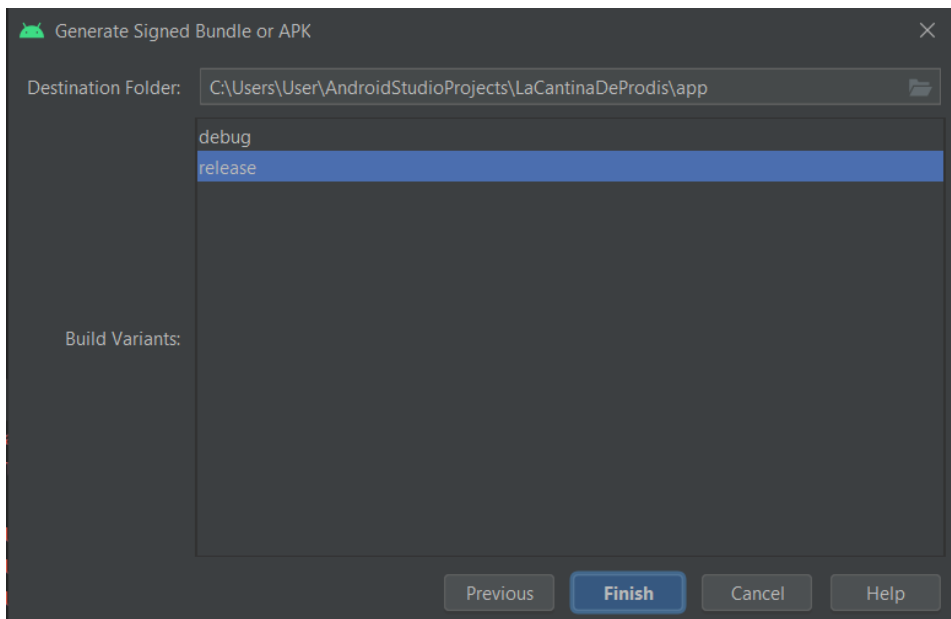 Generate Signed Bundle or APK
Destination Folder: C:\Users\User\AndroidStudioProjects\LaCantinaDeProdis\app
debug
release
Build Variants:
Previous Finish Cancel Help